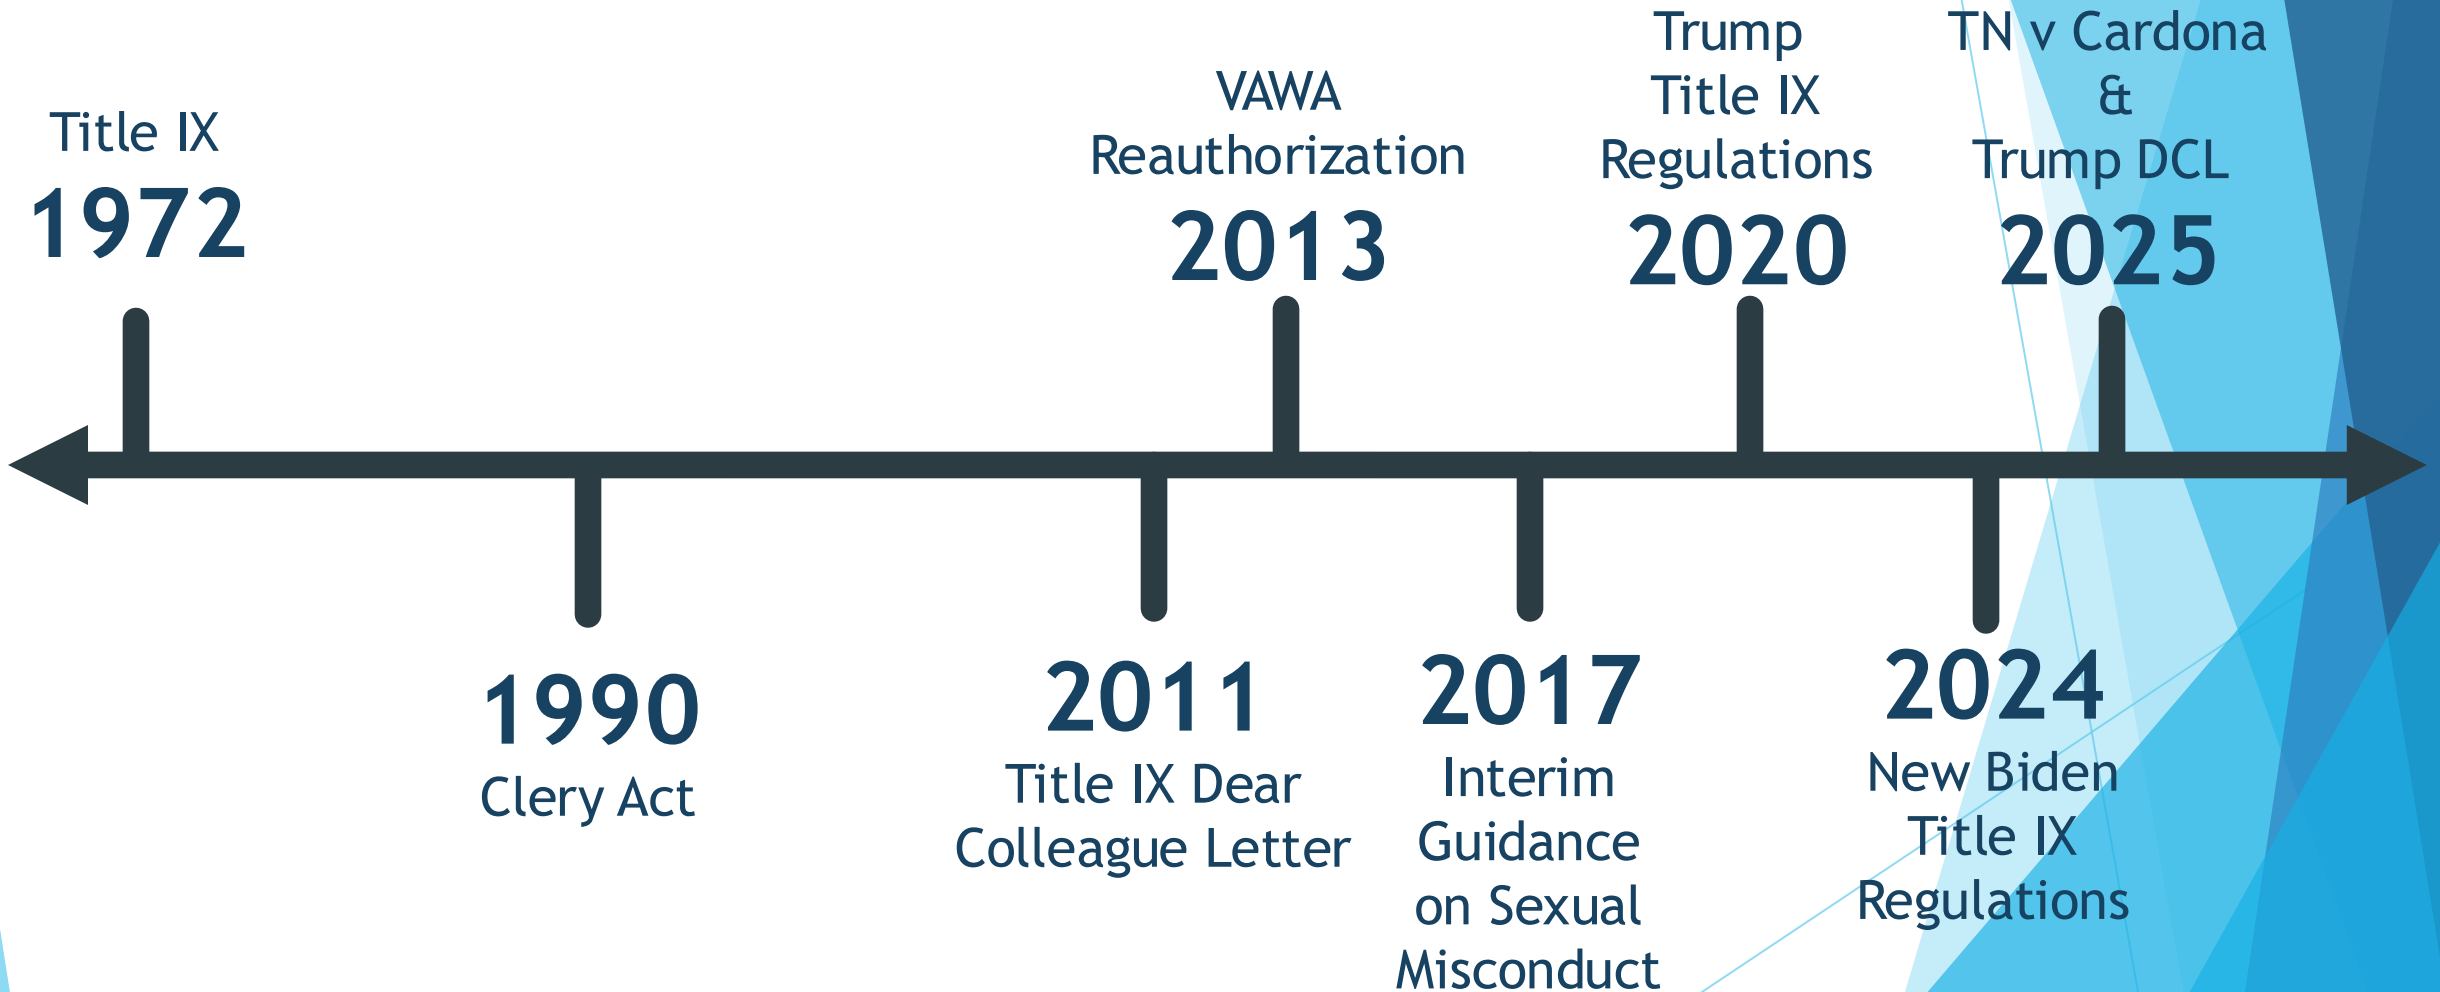 Title IX
1972
1990
Clery Act
2011
Title IX Dear
Colleague Letter
VAWA
Reauthorization
2013
2017
Interim
Guidance
on Sexual
Misconduct
Trump
Title IX
Regulations
2020
2024
New Biden
Title IX
Regulations
TN v Cardona
&
Trump DCL
2025